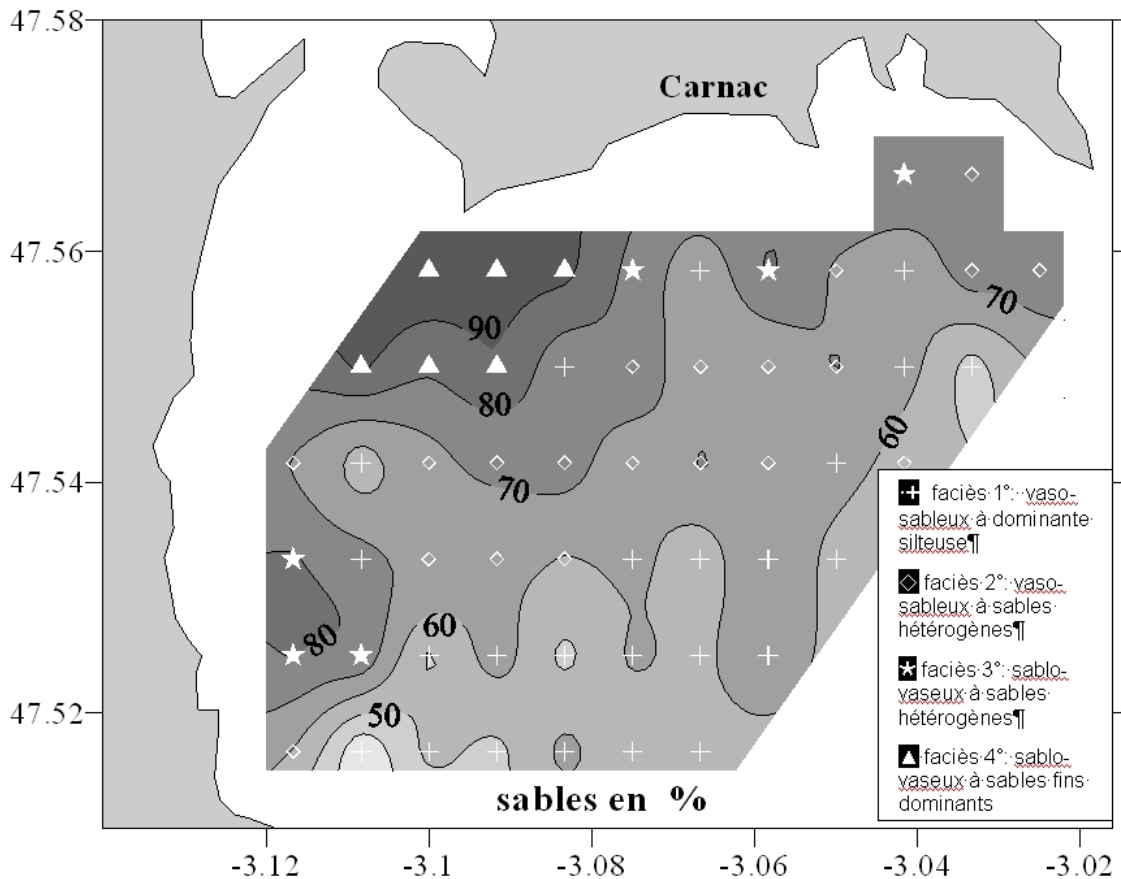 47.58
Carnac
47.56
70
90
80
60
47.54
70
80
60
47.52
50
sables en %
faciès·1°:··vaso-
sableux·à·dominante·
silteuse¶
faciès·2°:·vaso-
sableux·à·sables·
hétérogènes¶
faciès·3°:·sablo-
vaseux·à·sables·
hétérogènes¶
faciès·4°:·sablo-
vaseux·à·sables·fins·
dominants
-3.12 -3.1 -3.08 -3.06 -3.04 -3.02